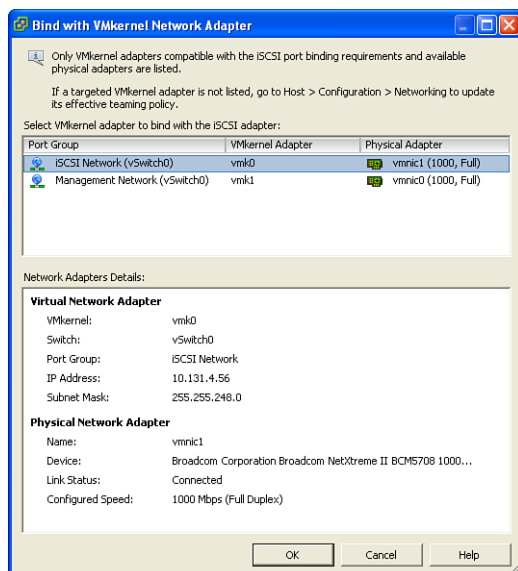 Bind with VMkernel Network Adapter
Only VMkernel adapters compatible with the iSCSI port binding requirements and available
physical adapters are listed.
If a targeted VMkernel adapter is not listed, go to Host > Configuration > Networking to update
its effective teaming policy.
Select VMkernel adapter to bind with the iSCSI adapter:
Port Group VMkernel Adapter Physical Adapter
iSCSI Network (vSwitch0) vmk0 vmnic1 (1000, Full)
Management Network (vSwitch0) vmk1 vmnic0 (1000, Full)
Network Adapters Details:
Virtual Network Adapter
VMkernel: vmk0
Switch: vSwitch0
Port Group: iSCSI Network
IP Address: 10.131.4.56
Subnet Mask: 255.255.248.0
Physical Network Adapter
Name: vmnic1
Device: Broadcom Corporation Broadcom NetXtreme II BCM5708 1000...
Link Status: Connected
Configured Speed: 1000 Mbps (Full Duplex)
OK Cancel Help